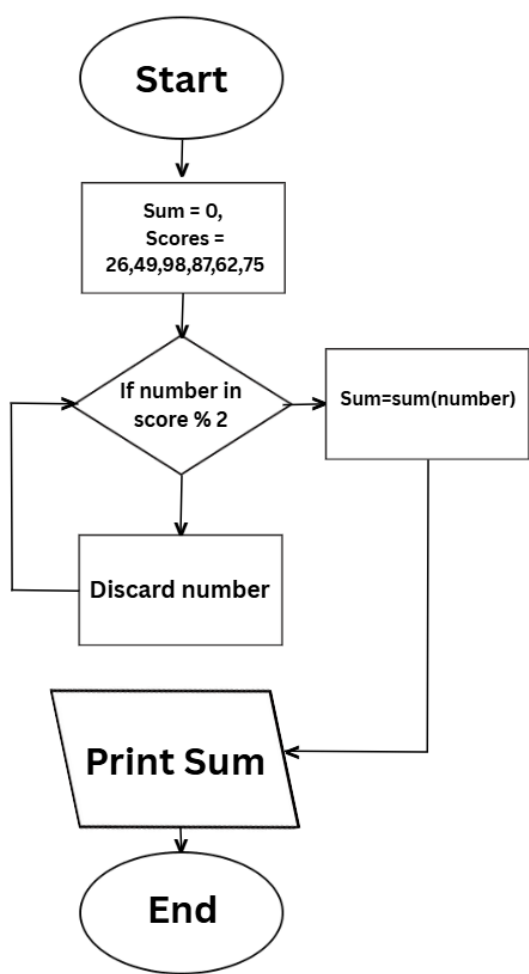 Start
Sum = 0,
Scores =
26,49,98,87,62,75
If number in
score % 2
Sum=sum(number)
Discard number
Print Sum
End